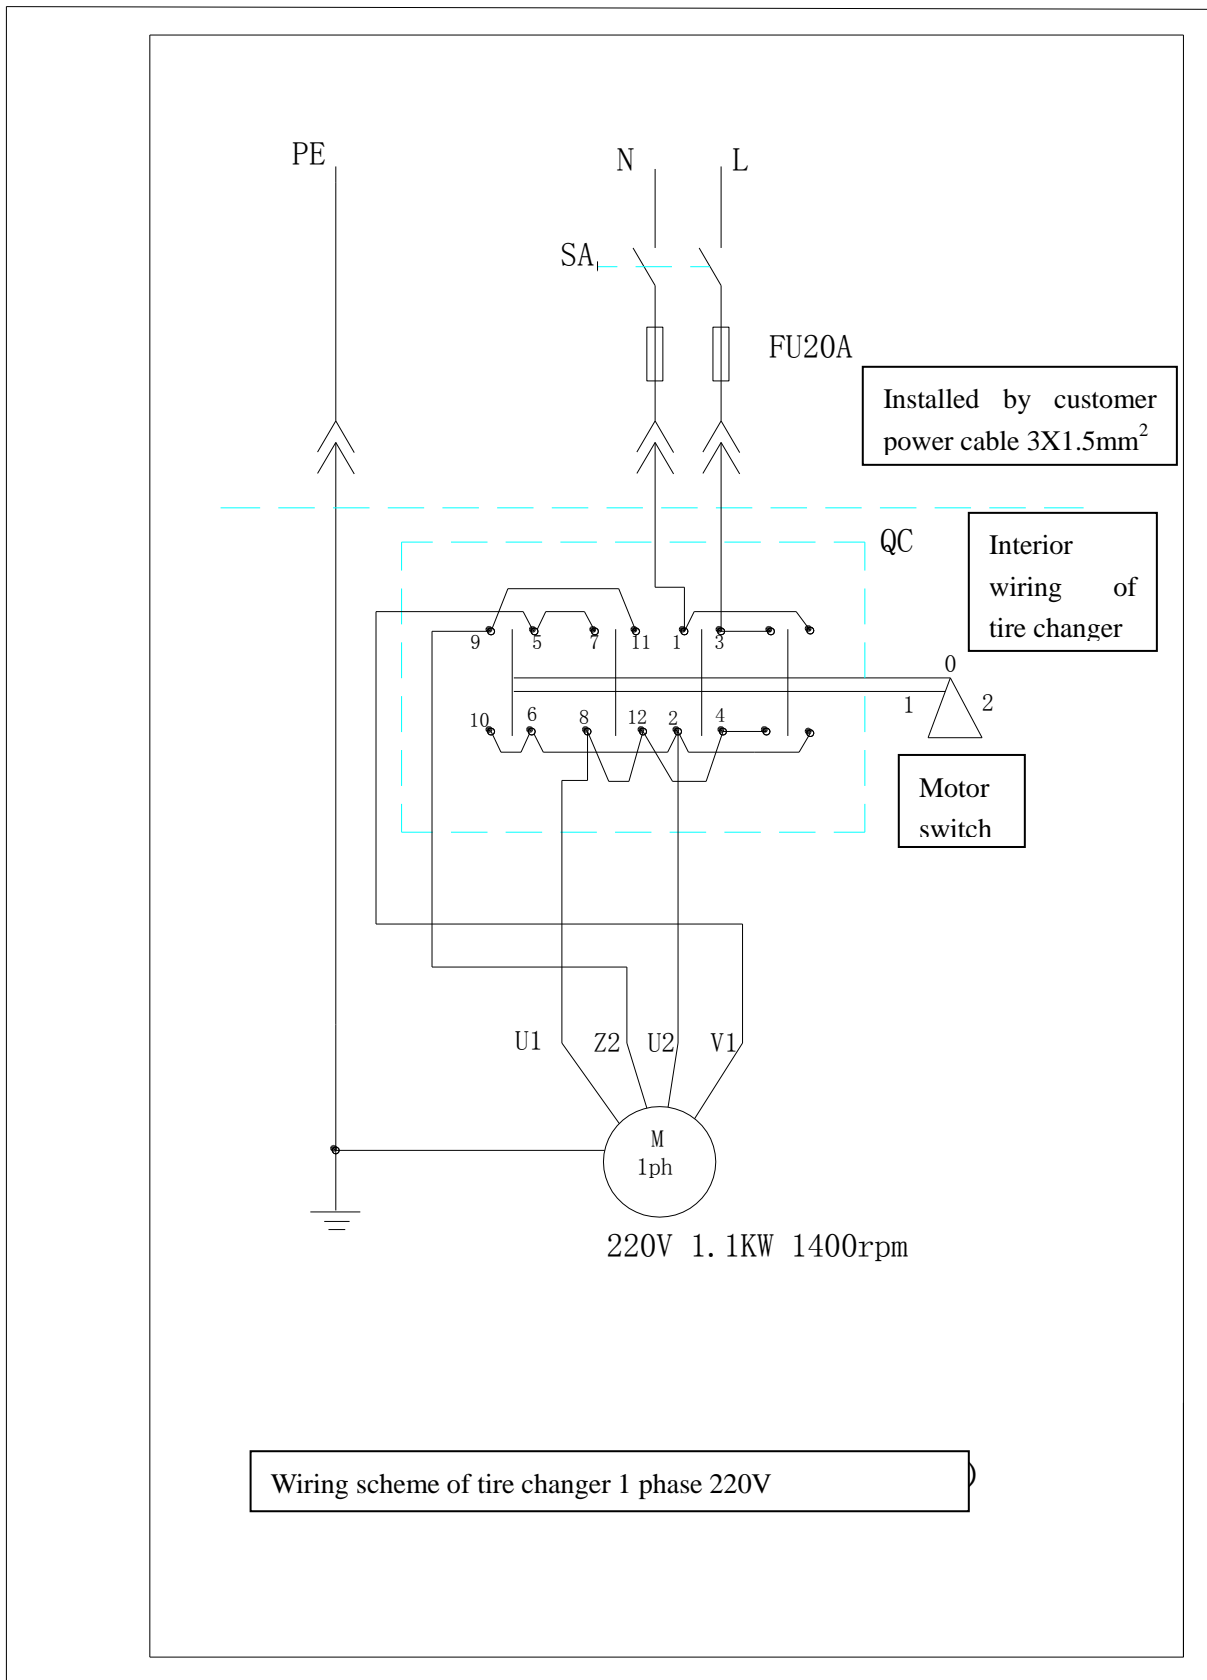 PE
N
L
SA
FU20A
Installed by customer
power cable 3X1.5mm²
QC
Interior
wiring of
tire changer
9
5
7
11
1
3
0
1
2
10
6
8
12
2
4
Motor
switch
U1
Z2
U2
V1
M
1ph
220V 1.1KW 1400rpm
Wiring scheme of tire changer 1 phase 220V
)